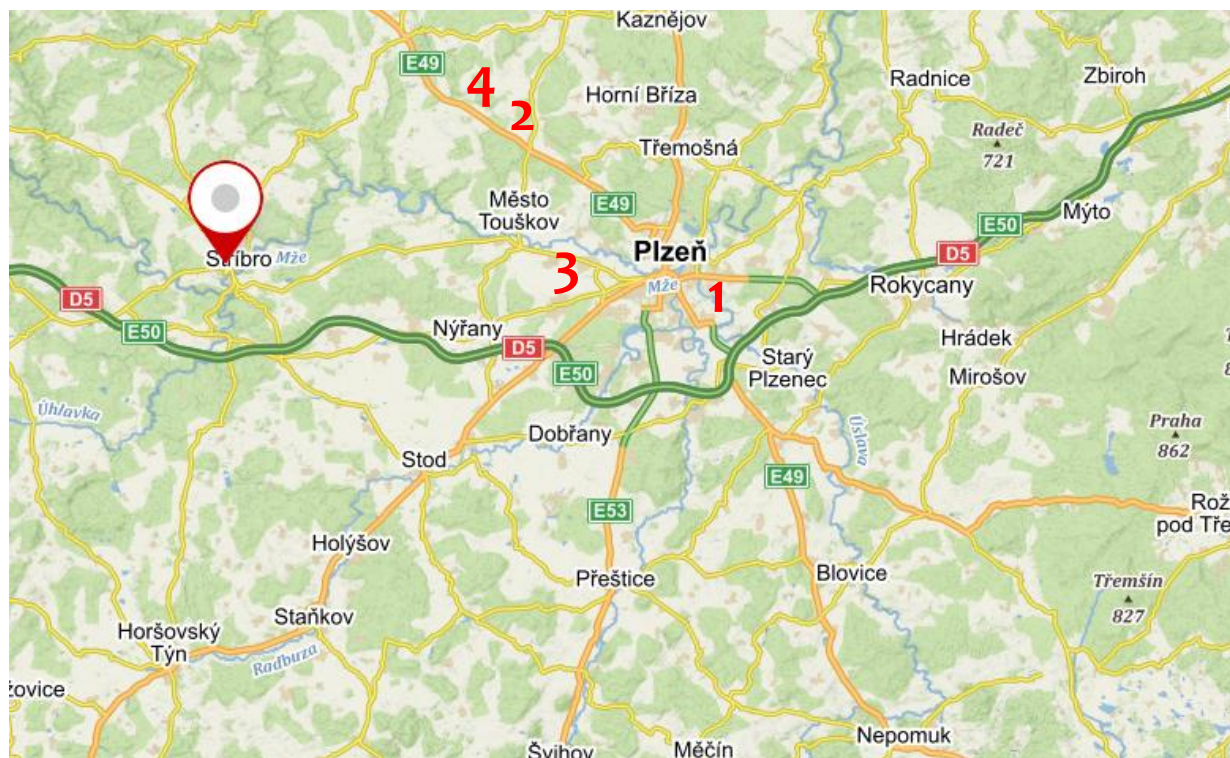 Kaznějov
E49
4
2
Horní Bříza
Radnice
Zbiroh
Radeč
721
Třemošná
Město
Touškov
E49
Mýto
E50
D5
Plzeň
Stříbro
Mže
3
Mže
1
Rokycany
D5
E50
Nýřany
D5
E50
Starý
Plzenec
Hrádek
Mirošov
Úhlavka
Dobřany
Úslava
Praha
862
Stod
E49
E53
Rož
pod Tře
Holýšov
Přeštice
Blovice
Třemšín
827
Staňkov
Horšovský
Týn
Radbuza
žovice
Nepomuk
Švihov
Měčín